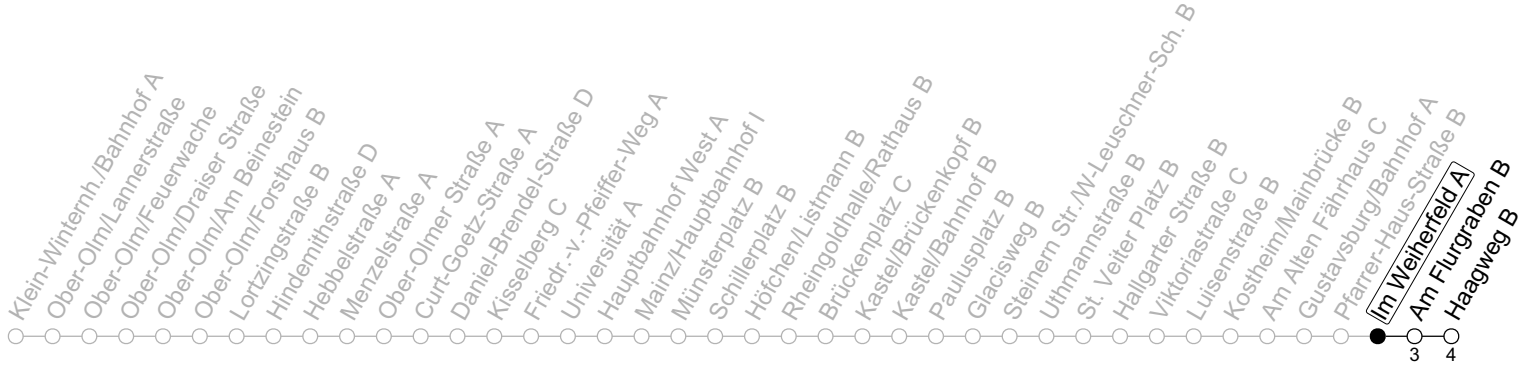 Klein-Winternh./Bahnhof A
Ober-Olm/Lannerstraße
Ober-Olm/Feuerwache
Ober-Olm/Draiser Straße
Ober-Olm/Am Beinestein
Ober-Olm/Forsthaus B
Lortzingstraße B
Hindemithstraße D
Hebbelstraße A
Menzelstraße A
Ober-Olmer Straße A
Curt-Goetz-Straße A
Daniel-Brendel-Straße D
Kisselberg C
Friedr.-v.-Pfeiffer-Weg A
Universität A
Hauptbahnhof West A
Mainz/Hauptbahnhof I
Münsterplatz B
Schillerplatz B
Höfchen/Listmann B
Rheingoldhalle/Rathaus B
Brückenplatz C
Kastel/Brückenkopf B
Kastel/Bahnhof B
Paulusplatz B
Glacisweg B
Steinern Str./W-Leuschner-Sch. B
Uthmannstraße B
St. Veiter Platz B
Hallgarter Straße B
Viktoriastraße C
Luisenstraße B
Kostheim/Mainbrücke B
Am Alten Fährhaus C
Gustavsburg/Bahnhof A
Pfarrer-Haus-Straße B
Im Weiherfeld A
Am Flurgraben B
Haagweg B
3 4